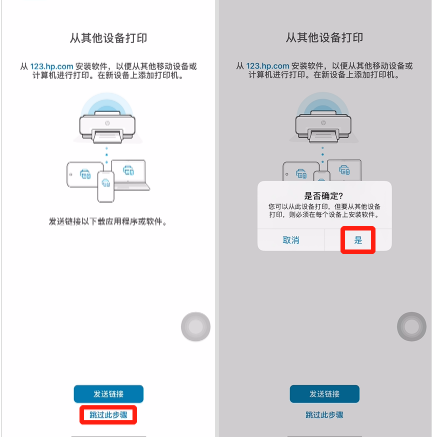 从其他设备打印
从 123.hp.com 安装软件，以便从其他移动设备或
计算机进行打印。在新设备上添加打印机。
发送链接以下载应用程序或软件。
发送链接
跳过此步骤
从其他设备打印
从 123.hp.com 安装软件，以便从其他移动设备或
计算机进行打印。在新设备上添加打印机。
是否确定?
您可以从此设备打印，但要从其他设备
打印，则必须在每个设备上安装软件。
取消
是
发送链接
跳过此步骤